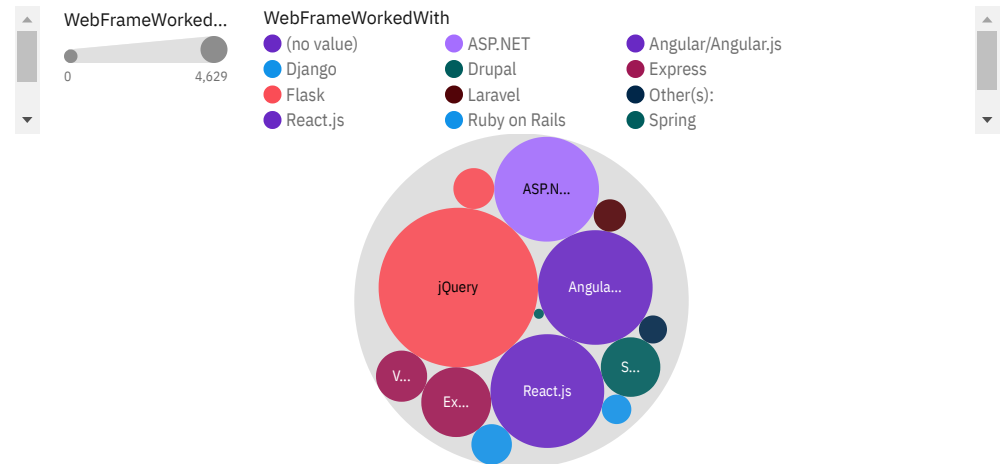 WebFrameWorked...
0 4,629
WebFrameWorkedWith
(no value) ASP.NET Angular/Angular.js
Django Drupal Express
Flask Laravel Other(s):
React.js Ruby on Rails Spring
ASP.N...
jQuery
Angula...
S...
V...
React.js
Ex...